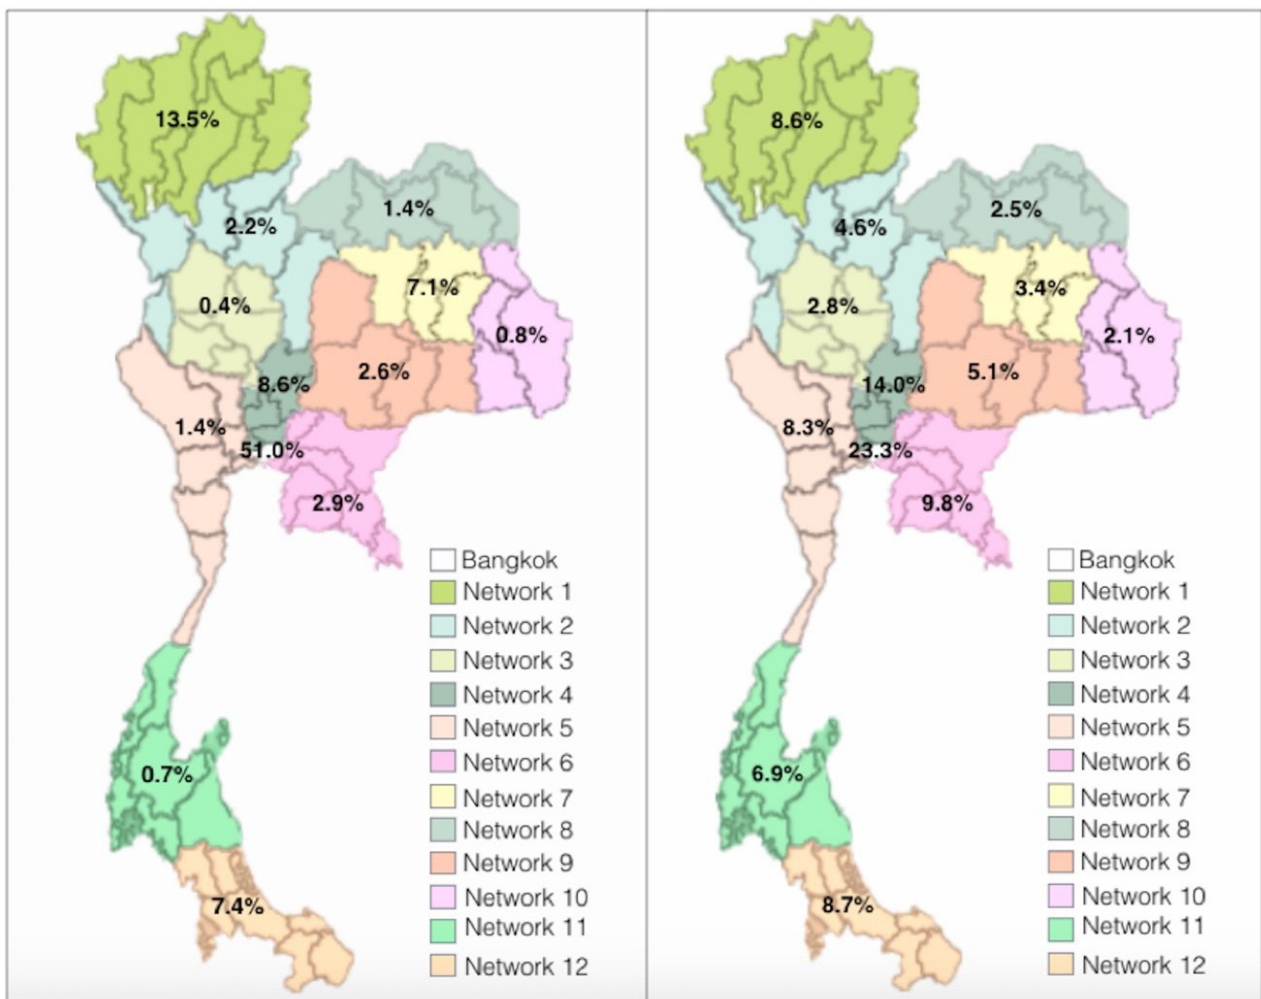 13.5%
2.2%
1.4%
0.4%
7.1%
0.8%
8.6%
2.6%
1.4%
51.0%
2.9%
0.7%
7.4%
Bangkok
Network 1
Network 2
Network 3
Network 4
Network 5
Network 6
Network 7
Network 8
Network 9
Network 10
Network 11
Network 12
8.6%
4.6%
2.5%
2.8%
3.4%
2.1%
14.0%
5.1%
8.3%
23.3%
9.8%
6.9%
8.7%
Bangkok
Network 1
Network 2
Network 3
Network 4
Network 5
Network 6
Network 7
Network 8
Network 9
Network 10
Network 11
Network 12